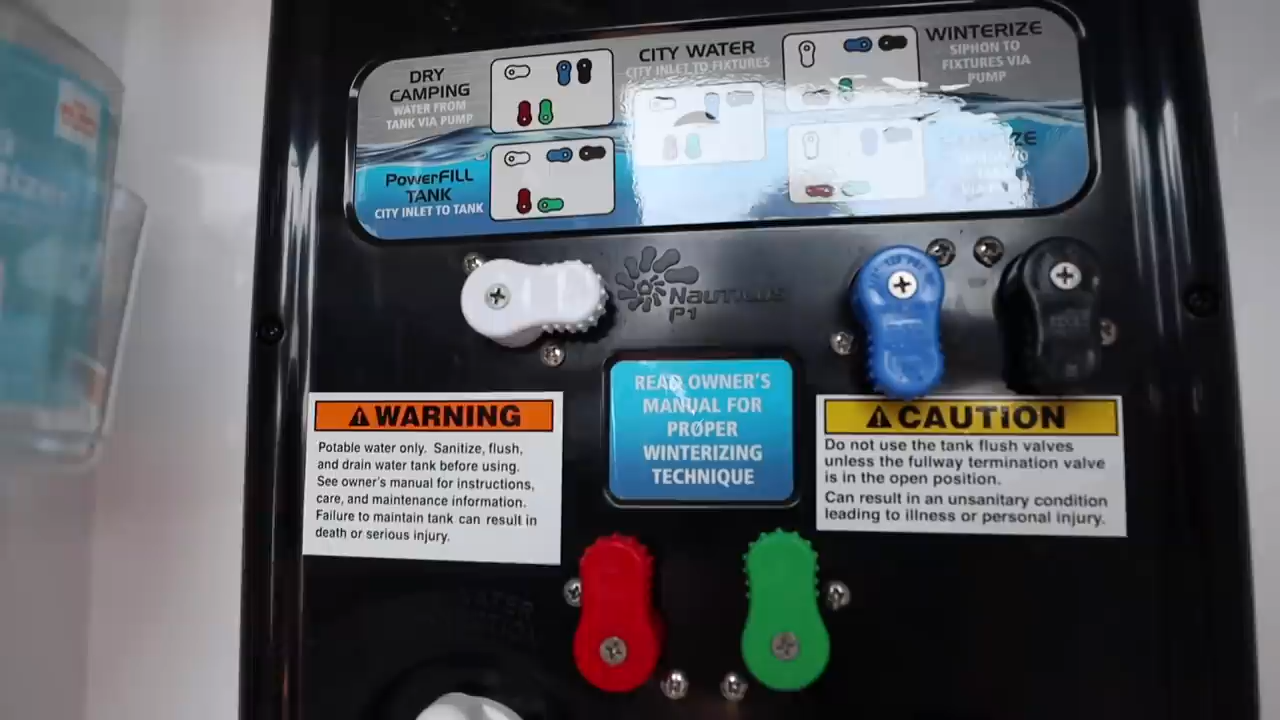 DRY
CAMPING
WATER FROM
TANK VIA PUMP
CITY WATER
CITY INLET TO FIXTURES
WINTERIZE
SIPHON TO
FIXTURES VIA
PUMP
PowerFILL
TANK
CITY INLET TO TANK
Nautilus
P1
WARNING
Potable water only. Sanitize, flush,
and drain water tank before using.
See owner's manual for instructions,
care, and maintenance information.
Failure to maintain tank can result in
death or serious injury.
READ OWNER'S
MANUAL FOR
PROPER
WINTERIZING
TECHNIQUE
CAUTION
Do not use the tank flush valves
unless the fullway termination valve
is in the open position.
Can result in an unsanitary condition
leading to illness or personal injury.